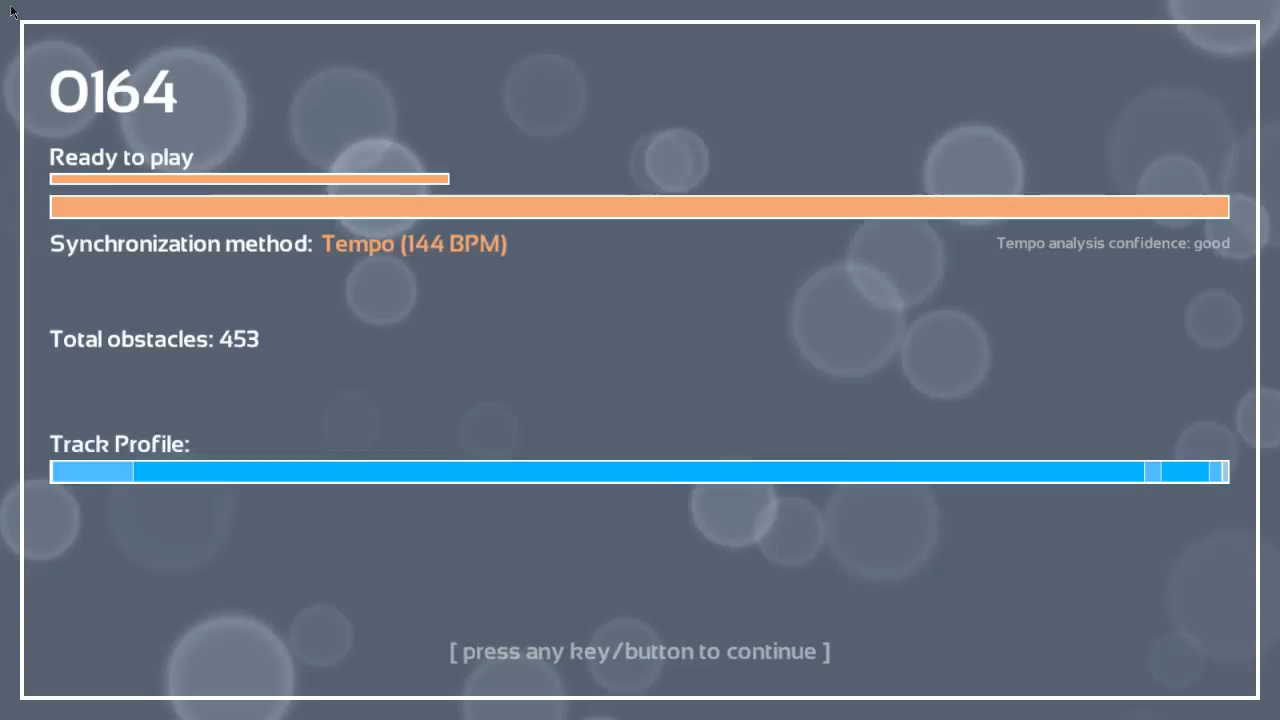 0164
Ready to play
Synchronization method: Tempo (144 BPM)
Tempo analysis confidence: good
Total obstacles: 453
Track Profile:
[ press any key/button to continue ]